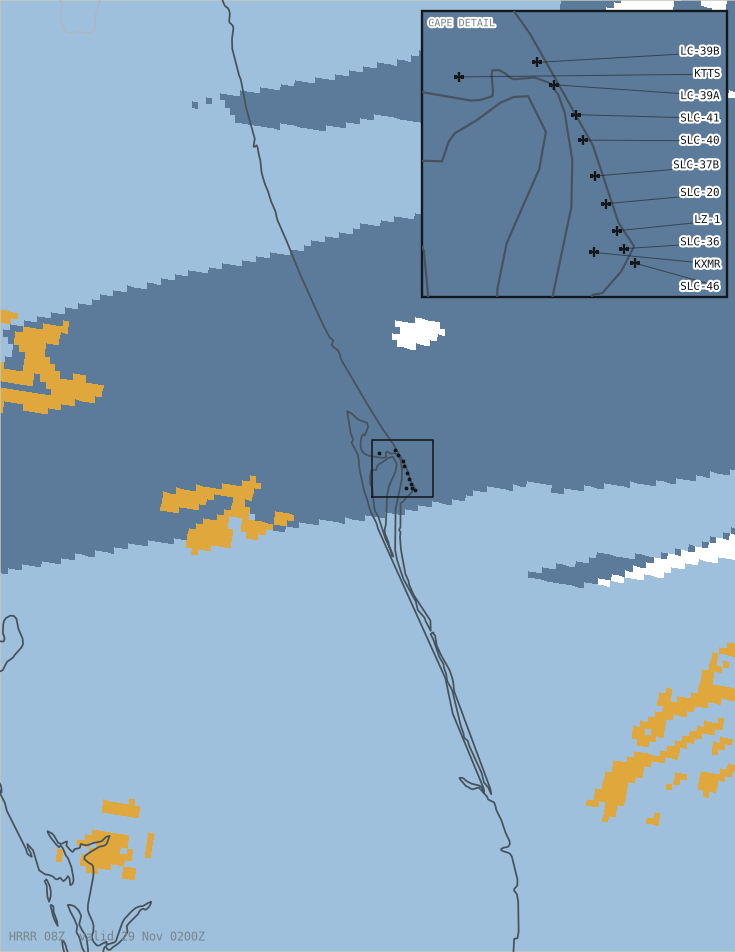 CAPE DETAIL
LC-39B
KTTS
LC-39A
SLC-41
SLC-40
SLC-37B
SLC-20
LZ-1
SLC-36
KXMR
SLC-46
HRRR 08Z valid 29 Nov 0200Z